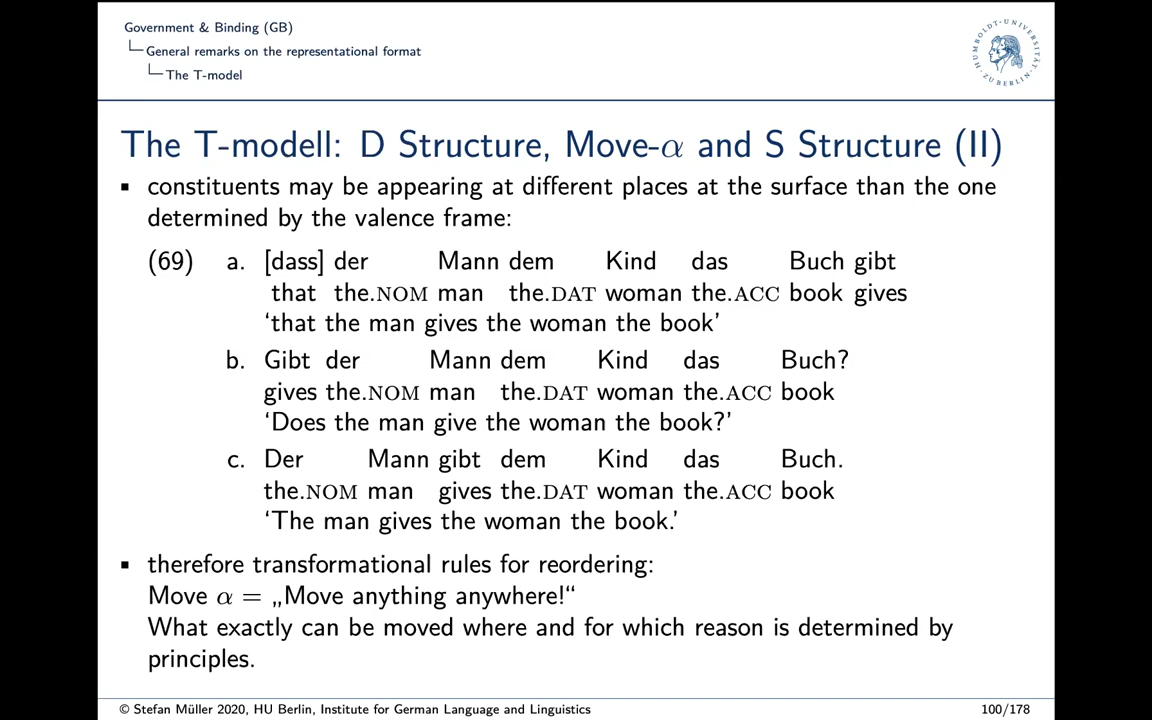 Government & Binding (GB)
General remarks on the representational format
The T-model
HUMBOLDT-UNIVERSITÄT ZU BERLIN
The T-modell: D Structure, Move-α and S Structure (II)
▪ constituents may be appearing at different places at the surface than the one
determined by the valence frame:
(69) a. [dass] der Mann dem Kind das Buch gibt
that the.NOM man the.DAT woman the.ACC book gives
‘that the man gives the woman the book’
b. Gibt der Mann dem Kind das Buch?
gives the.NOM man the.DAT woman the.ACC book
‘Does the man give the woman the book?’
c. Der Mann gibt dem Kind das Buch.
the.NOM man gives the.DAT woman the.ACC book
‘The man gives the woman the book.’
▪ therefore transformational rules for reordering:
Move α = „Move anything anywhere!“
What exactly can be moved where and for which reason is determined by
principles.
© Stefan Müller 2020, HU Berlin, Institute for German Language and Linguistics 100/178